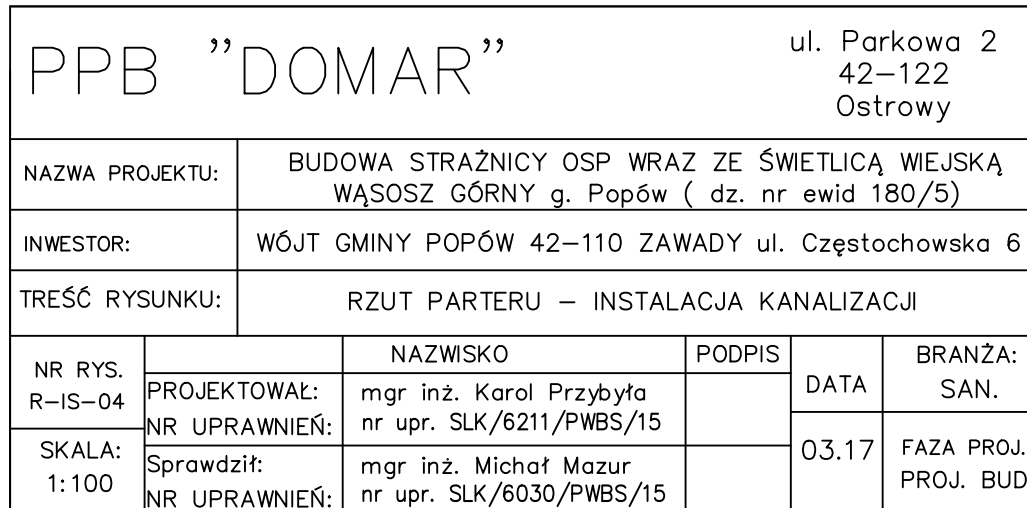 PPB "DOMAR"
ul. Parkowa 2
42-122
Ostrowy
NAZWA PROJEKTU:
BUDOWA STRAŻNICY OSP WRAZ ZE ŚWIETLICĄ WIEJSKĄ
WĄSOSZ GÓRNY g. Popów ( dz. nr ewid 180/5)
INWESTOR:
WÓJT GMINY POPÓW 42-110 ZAWADY ul. Częstochowska 6
TREŚĆ RYSUNKU:
RZUT PARTERU - INSTALACJA KANALIZACJI
NR RYS.
R-IS-04
SKALA:
1:100
NAZWISKO
PODPIS
PROJEKTOWAŁ:
NR UPRAWNIEŃ:
mgr inż. Karol Przybyła
nr upr. SLK/6211/PWBS/15
Sprawdził:
NR UPRAWNIEŃ:
mgr inż. Michał Mazur
nr upr. SLK/6030/PWBS/15
DATA
03.17
BRANŻA:
SAN.
FAZA PROJ.
PROJ. BUD